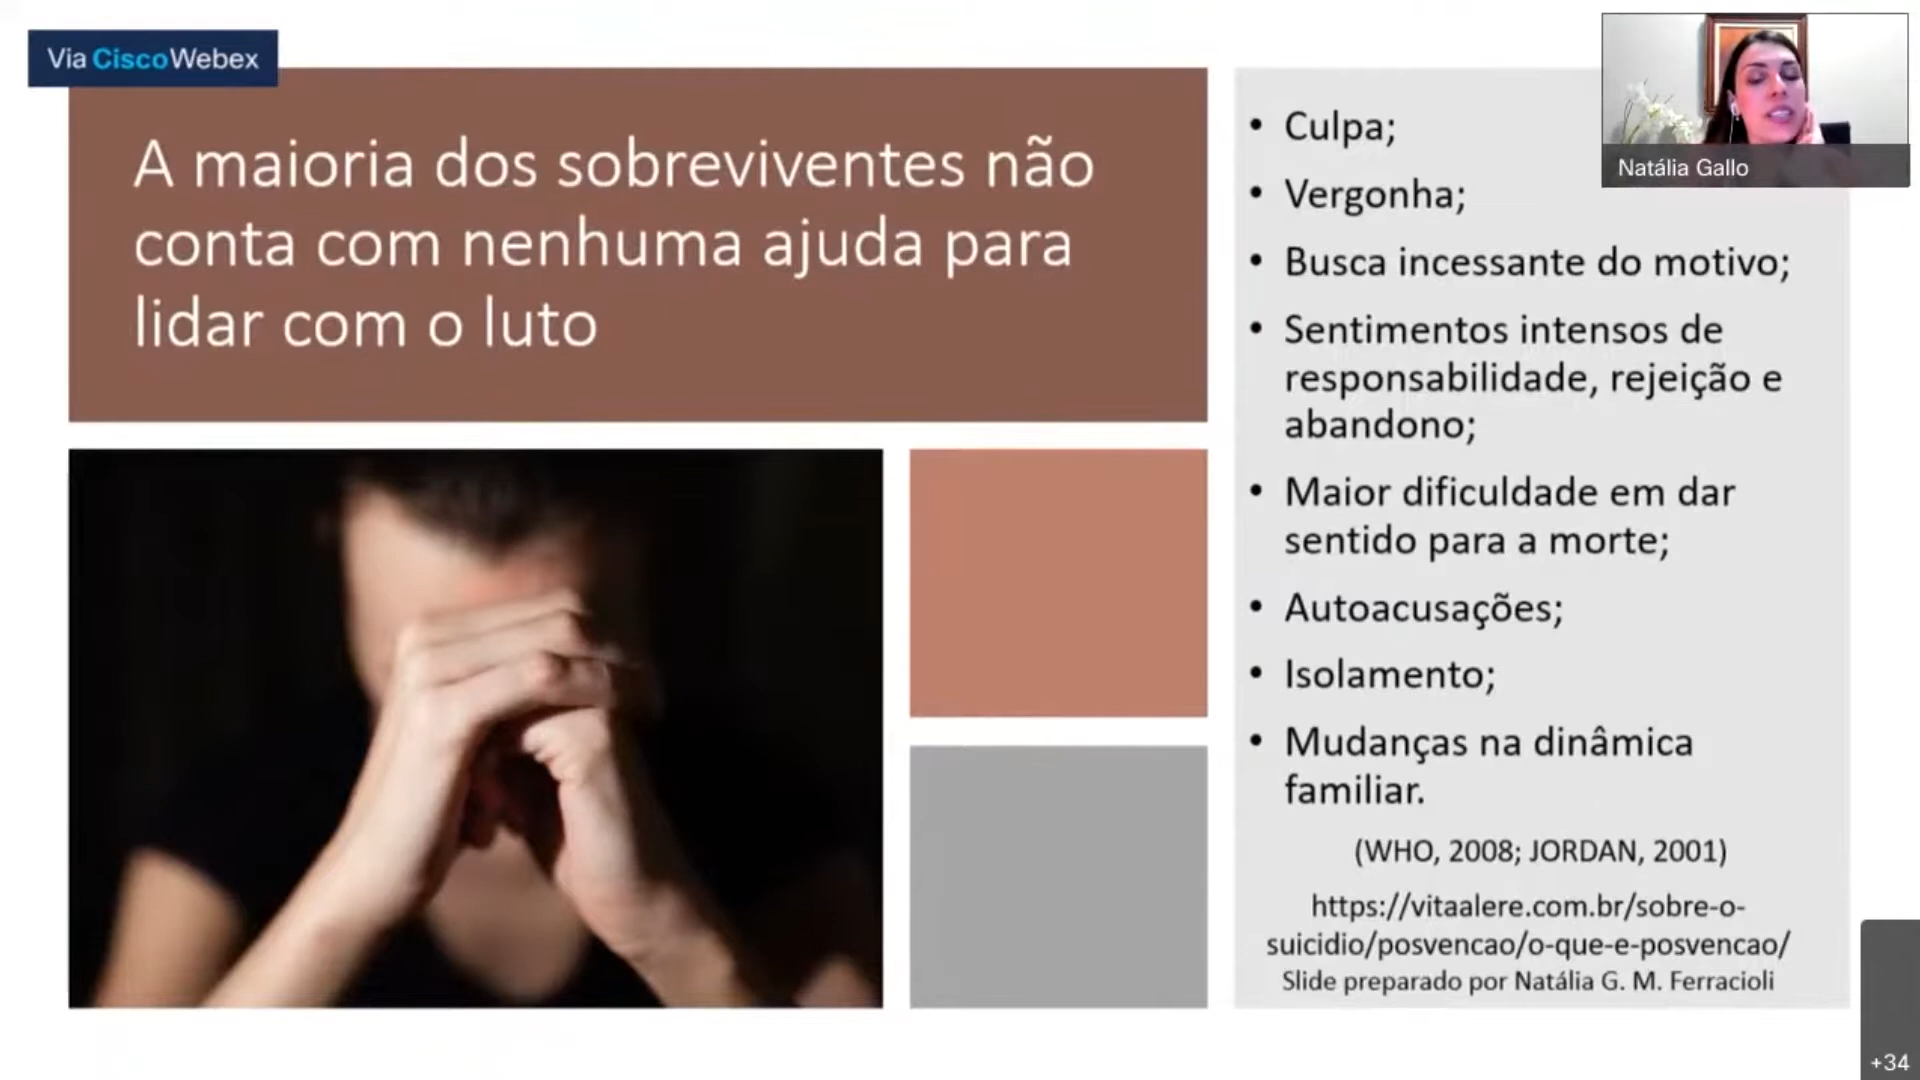 Via CiscoWebex
A maioria dos sobreviventes não
conta com nenhuma ajuda para
lidar com o luto
• Culpa;
• Vergonha;
• Busca incessante do motivo;
• Sentimentos intensos de
responsabilidade, rejeição e
abandono;
• Maior dificuldade em dar
sentido para a morte;
• Autoacusações;
• Isolamento;
• Mudanças na dinâmica
familiar.
(WHO, 2008; JORDAN, 2001)
https://vitaalere.com.br/sobre-o-
suicidio/posvencao/o-que-e-posvencao/
Slide preparado por Natália G. M. Ferracioli
Natália Gallo
+34